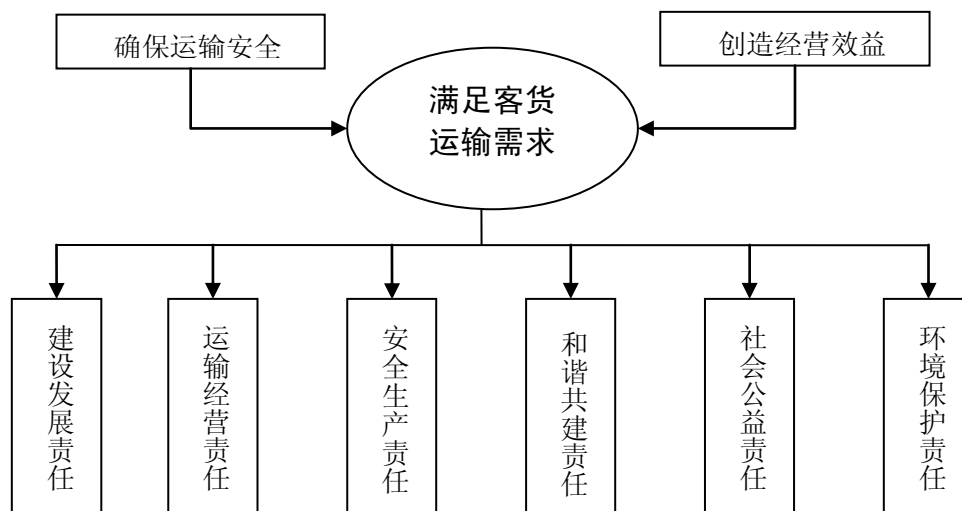 确保运输安全
创造经营效益
满足客货
运输需求
建设发展责任
运输经营责任
安全生产责任
和谐共建责任
社会公益责任
环境保护责任